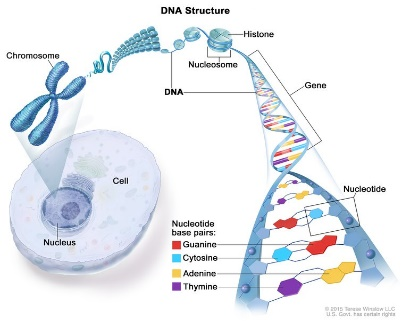 DNA Structure
Chromosome
Histone
Nucleosome
DNA
Gene
Cell
Nucleus
Nucleotide
Nucleotide
base pairs:
Guanine
Cytosine
Adenine
Thymine
© 2015 Terese Winslow LLC
U.S. Govt. has certain rights